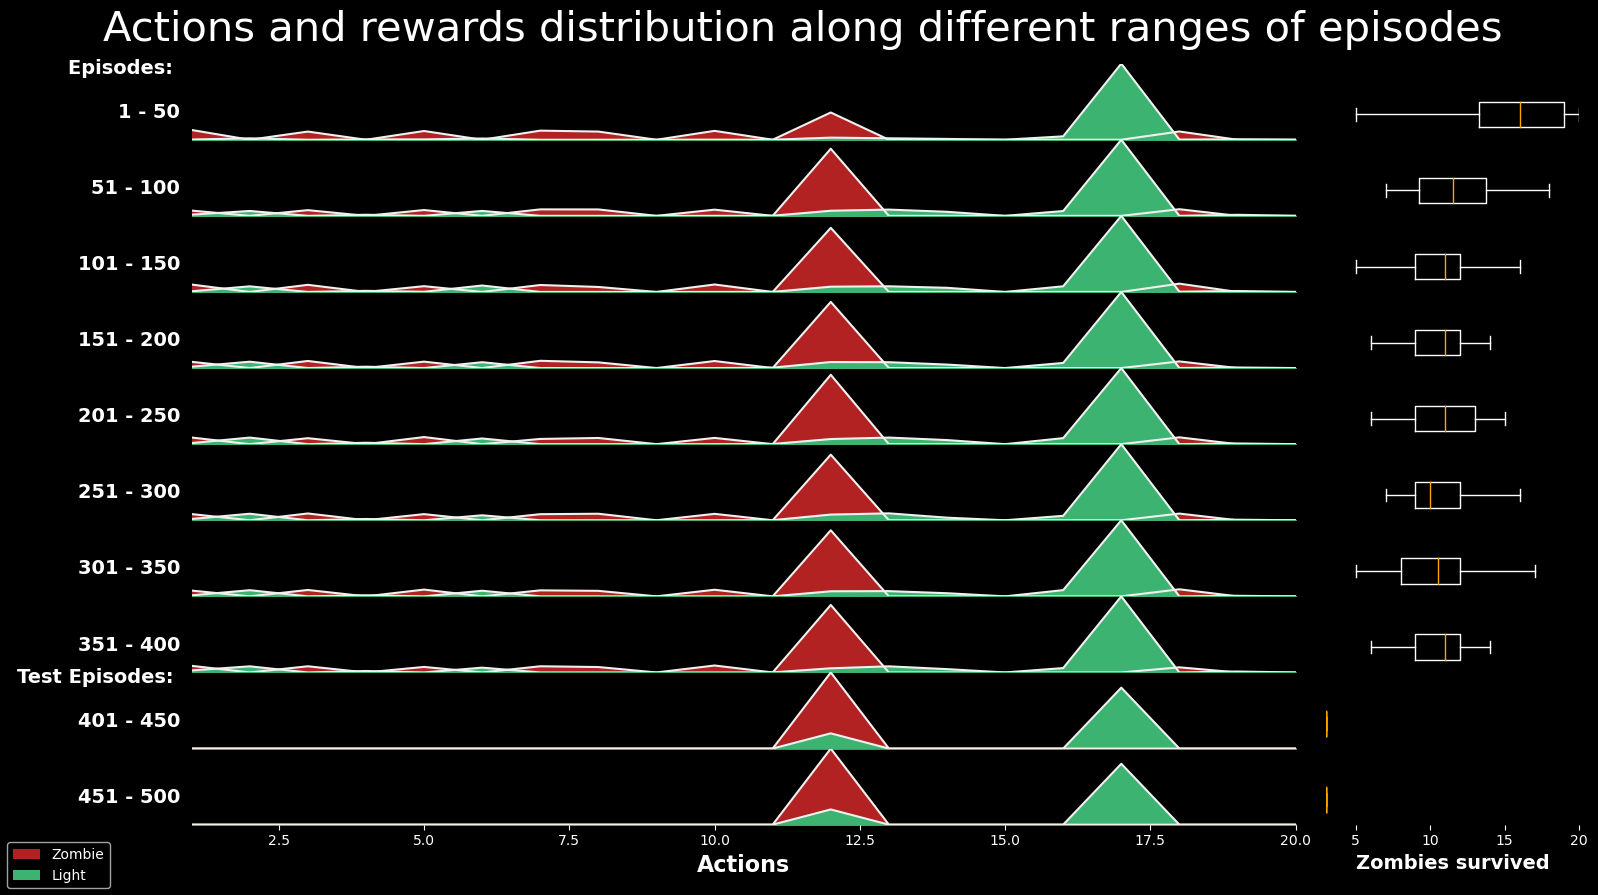 Actions and rewards distribution along different ranges of episodes
Episodes:
1 - 50
51 - 100
101 - 150
151 - 200
201 - 250
251 - 300
301 - 350
351 - 400
Test Episodes:
401 - 450
451 - 500
2.5 5.0 7.5 10.0 12.5 15.0 17.5 20.0
Actions
5 10 15 20
Zombies survived
Zombie
Light